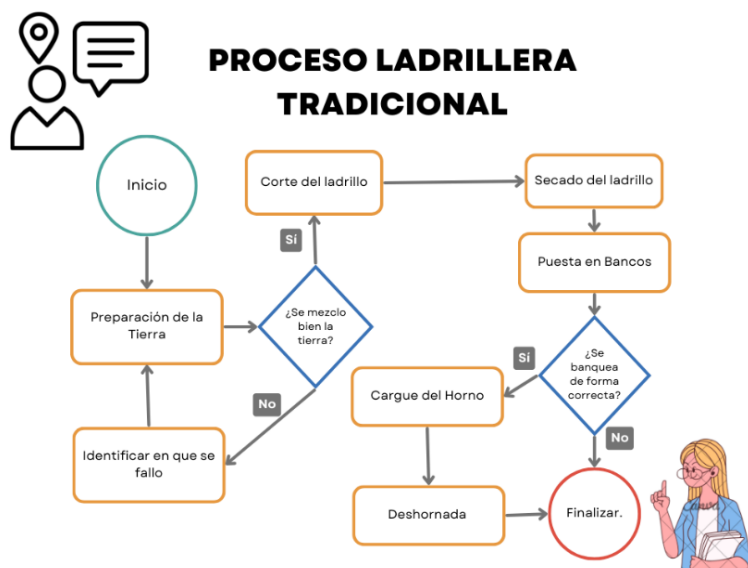 PROCESO LADRILLERA
TRADICIONAL
Inicio
Corte del ladrillo
Secado del ladrillo
Sí
Puesta en Bancos
Preparación de la
Tierra
¿Se mezclo
bien la
tierra?
¿Se
banquea
de forma
correcta?
Sí
Cargue del Horno
No
No
Identificar en que se
fallo
Deshornada
Finalizar.
Canva